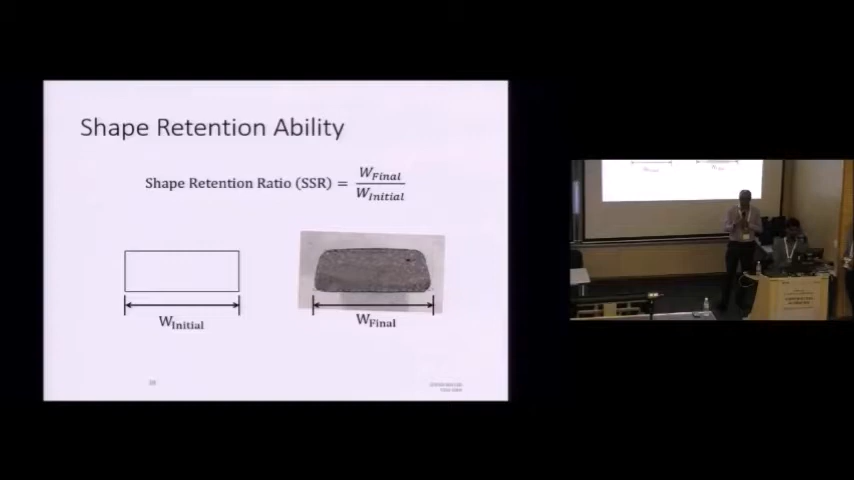 Shape Retention Ability
Shape Retention Ratio (SSR) = W_Final / W_Initial
W_Initial
W_Final